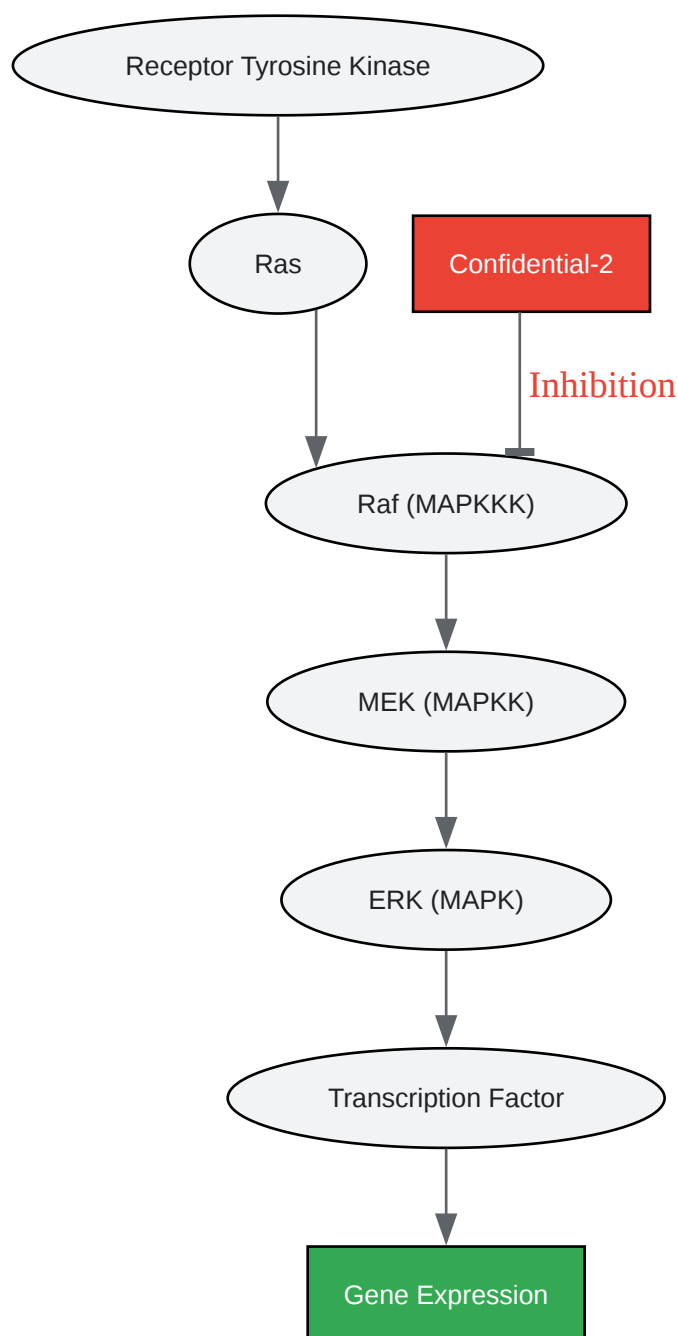 Receptor Tyrosine Kinase
Ras
Confidential-2
Inhibition
Raf (MAPKKK)
MEK (MAPKK)
ERK (MAPK)
Transcription Factor
Gene Expression